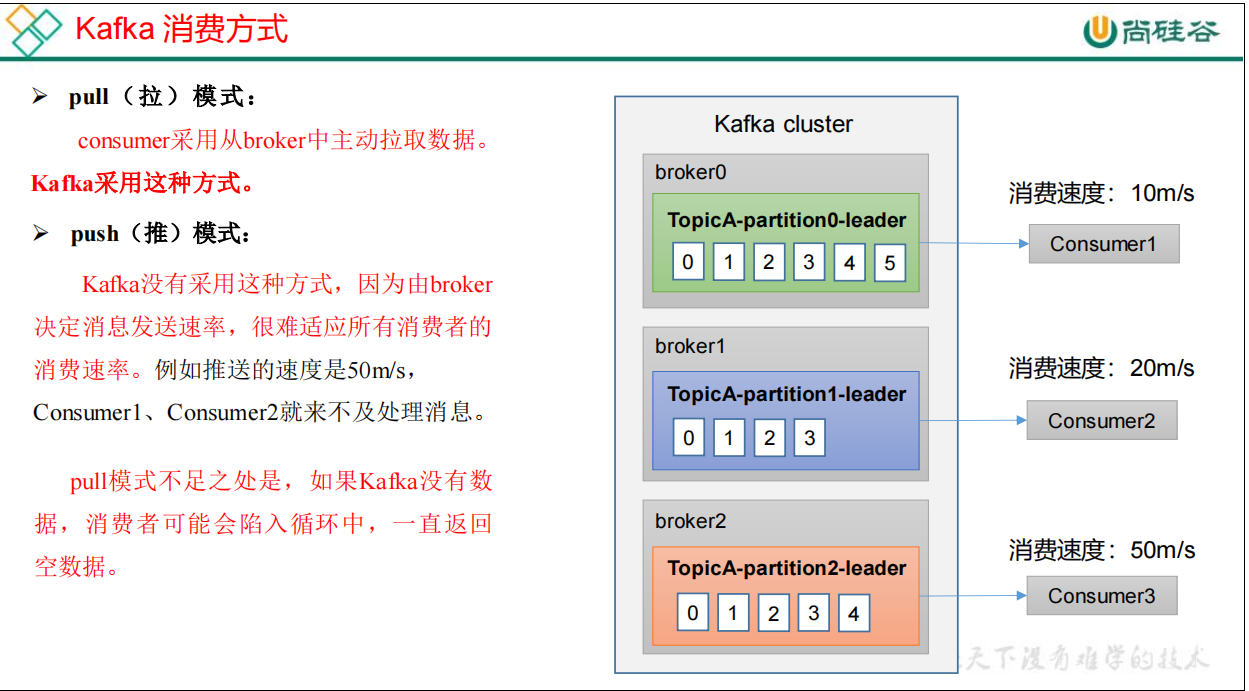 Kafka 消费方式
尚硅谷
➢ pull（拉）模式：
consumer采用从broker中主动拉取数据。
Kafka采用这种方式。
➢ push（推）模式：
Kafka没有采用这种方式，因为由broker
决定消息发送速率，很难适应所有消费者的
消费速率。例如推送的速度是50m/s，
Consumer1、Consumer2就来不及处理消息。
pull模式不足之处是，如果Kafka没有数
据，消费者可能会陷入循环中，一直返回
空数据。
Kafka cluster
broker0
TopicA-partition0-leader
0 1 2 3 4 5
消费速度：10m/s
Consumer1
broker1
TopicA-partition1-leader
0 1 2 3
消费速度：20m/s
Consumer2
broker2
TopicA-partition2-leader
0 1 2 3 4
消费速度：50m/s
Consumer3
天下没有难学的技术